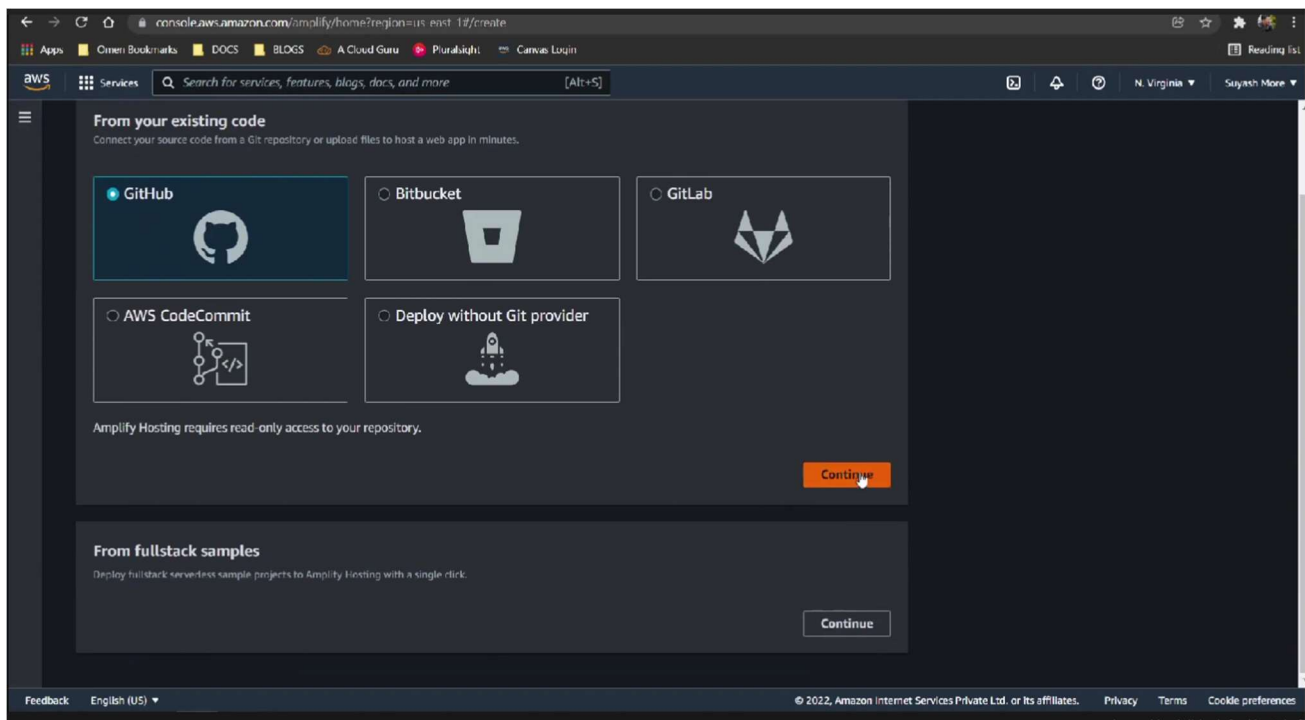 console.aws.amazon.com/amplify/home?region=us-east-1#/create
Apps Omen Bookmarks DOCS BLOGS A Cloud Guru Pluralsight Canvas Login Reading list
aws Services Search for services, features, blogs, docs, and more [Alt+S] N. Virginia ▼ Suyash More ▼
From your existing code
Connect your source code from a Git repository or upload files to host a web app in minutes.
GitHub Bitbucket GitLab
AWS CodeCommit Deploy without Git provider
</>
Amplify Hosting requires read-only access to your repository.
Continue
From fullstack samples
Deploy fullstack serverless sample projects to Amplify Hosting with a single click.
Continue
Feedback English (US) ▼ © 2022, Amazon Internet Services Private Ltd. or its affiliates. Privacy Terms Cookie preferences